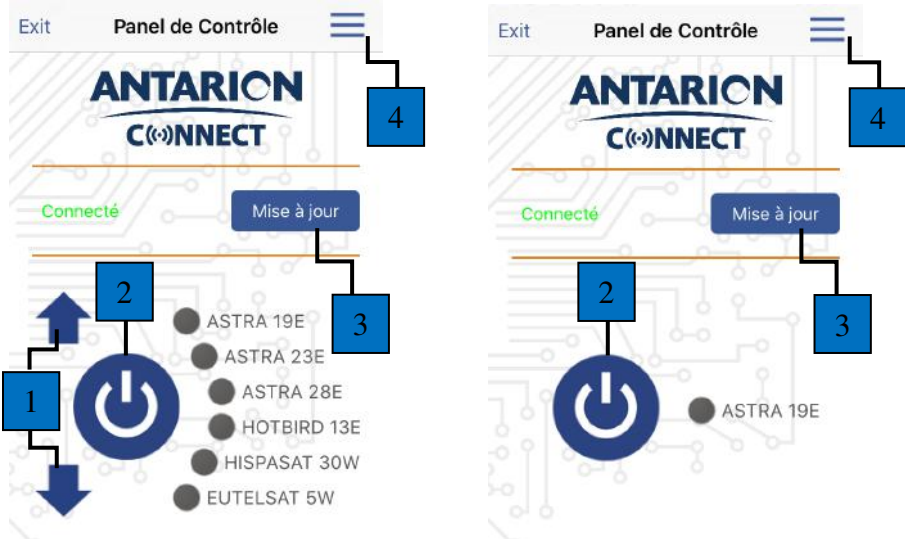 Exit Panel de Contrôle
4
ANTARION
C((•))NNECT
Connecté Mise à jour
3
2
1
ASTRA 19E
ASTRA 23E
ASTRA 28E
HOTBIRD 13E
HISPASAT 30W
EUTELSAT 5W
Exit Panel de Contrôle
4
ANTARION
C((•))NNECT
Connecté Mise à jour
3
2
ASTRA 19E